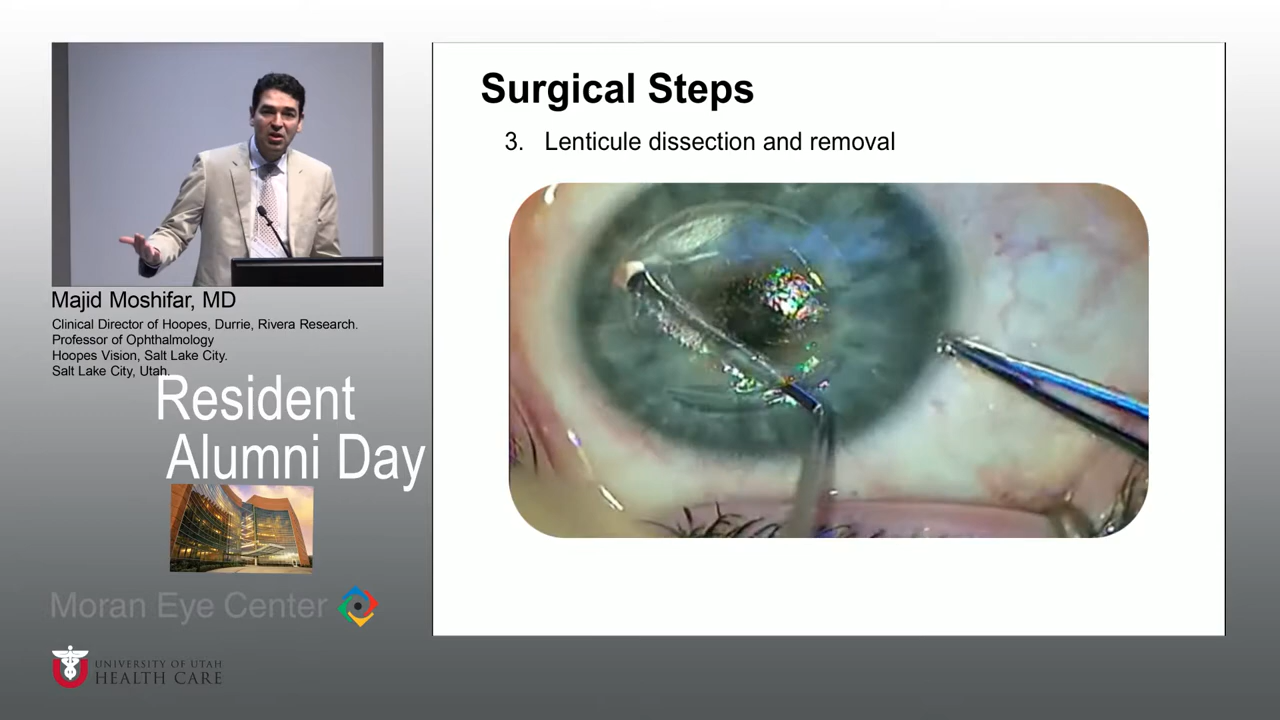 Surgical Steps
3. Lenticule dissection and removal
Majid Moshifar, MD
Clinical Director of Hoopes, Durrie, Rivera Research.
Professor of Ophthalmology
Hoopes Vision, Salt Lake City.
Salt Lake City, Utah.
Resident
Alumni Day
Moran Eye Center
UNIVERSITY OF UTAH
HEALTH CARE